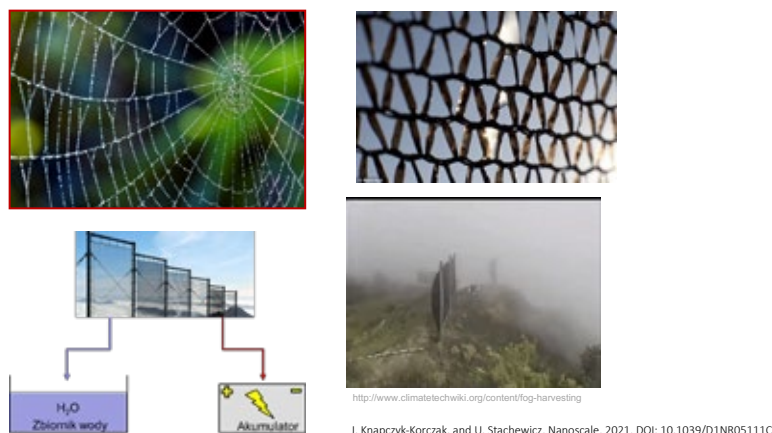 H₂O
Zbiornik wody
+ −
Akumulator
http://www.climatetechwiki.org/content/fog-harvesting
J. Knapczyk-Korczak, and U. Stachewicz, Nanoscale, 2021, DOI: 10.1039/D1NR05111C